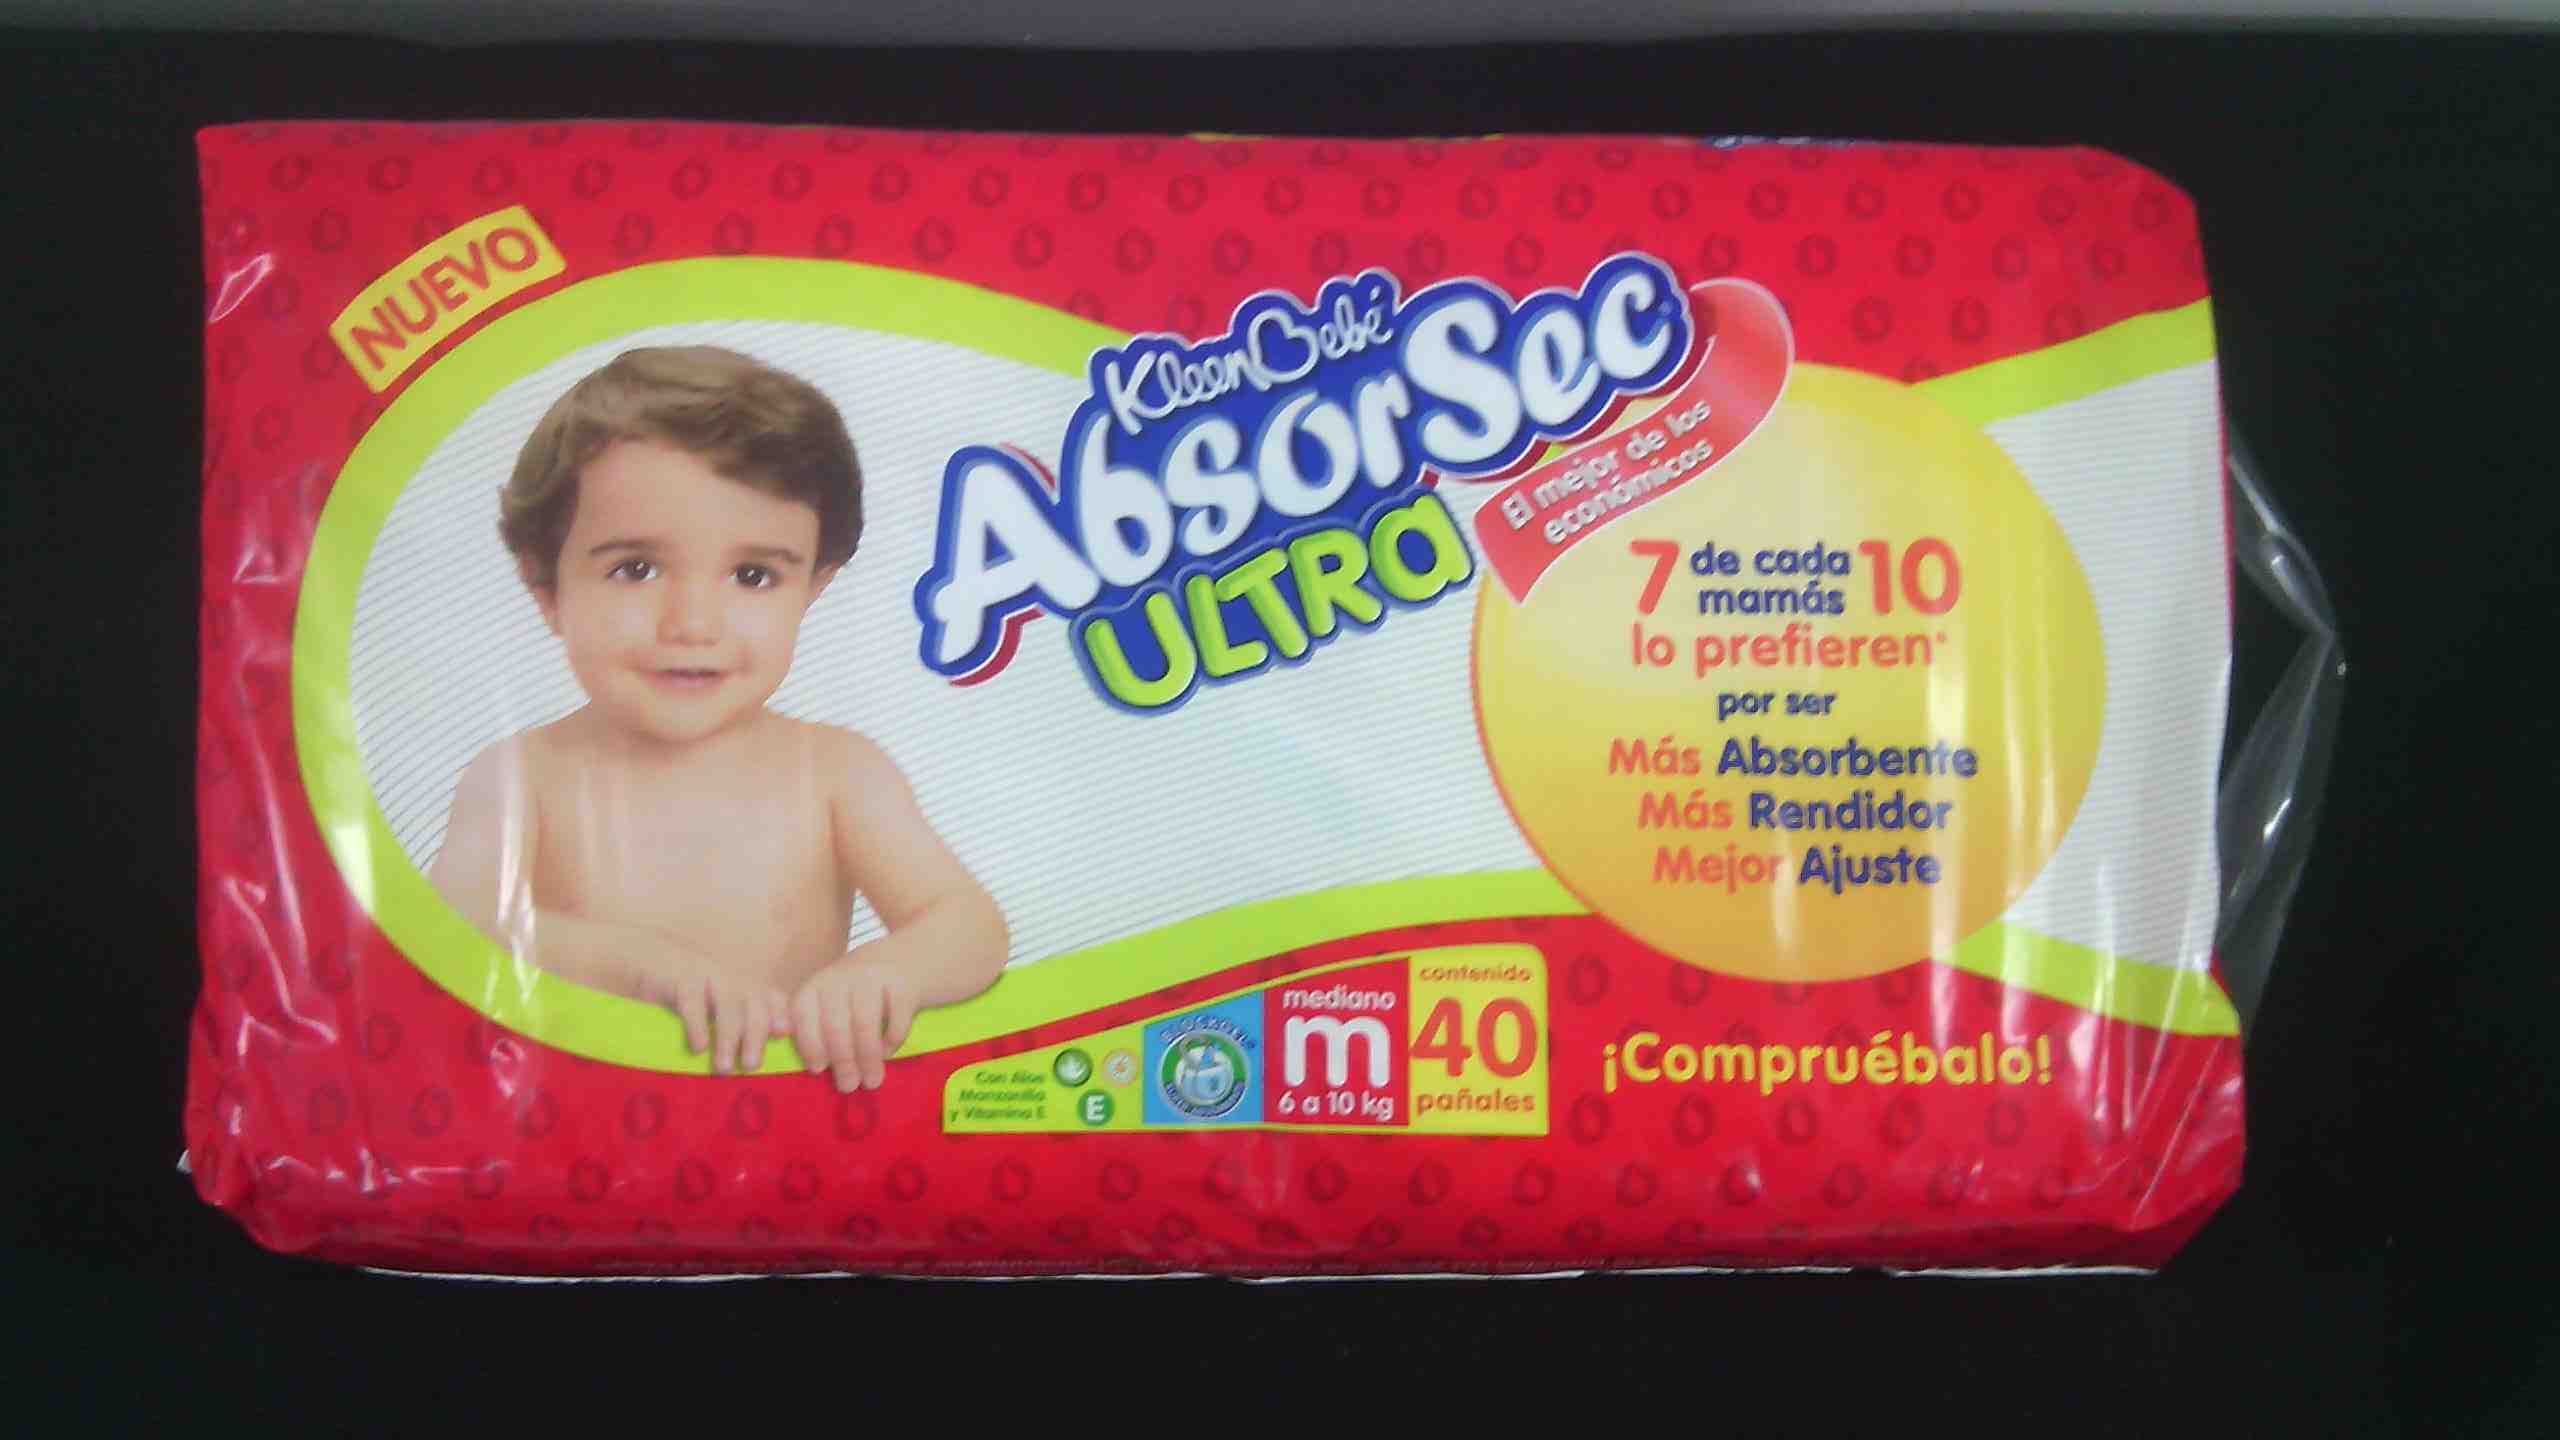 NUEVO
KleenBebé
AbsorSec
ULTRA
El mejor de los
económicos
7 de cada 10
mamás
lo prefieren*
por ser
Más Absorbente
Más Rendidor
Mejor Ajuste
Con Aloe
Manzanilla
y Vitamina E
E
mediano
m
6 a 10 kg
contenido
40
pañales
¡Compruébalo!